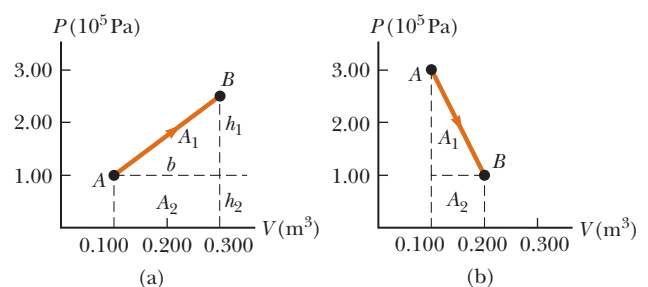 P (10⁵ Pa)
3.00
2.00
1.00
A
B
A₁
h₁
b
A₂
h₂
V (m³)
0.100 0.200 0.300
(a)
P (10⁵ Pa)
3.00
2.00
1.00
A
A₁
B
A₂
V (m³)
0.100 0.200 0.300
(b)